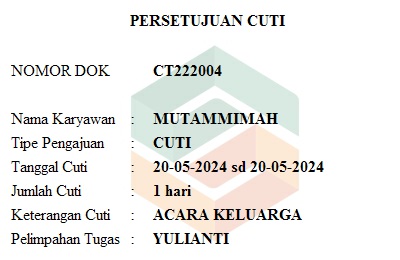 PERSETUJUAN CUTI
NOMOR DOK CT222004
Nama Karyawan : MUTAMMIMAH
Tipe Pengajuan : CUTI
Tanggal Cuti : 20-05-2024 sd 20-05-2024
Jumlah Cuti : 1 hari
Keterangan Cuti : ACARA KELUARGA
Pelimpahan Tugas : YULIANTI